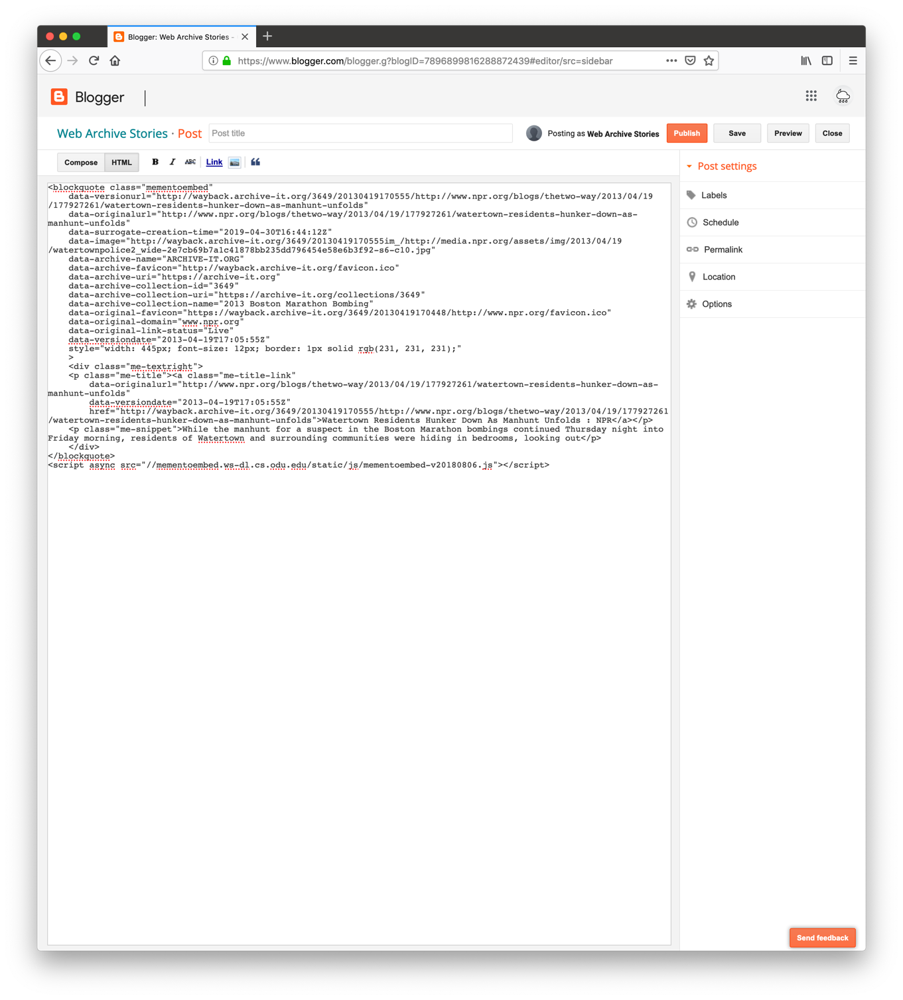 Blogger: Web Archive Stories -
https://www.blogger.com/blogger.g?blogID=7896899816288872439#editor/src=sidebar
Blogger
Web Archive Stories · Post
Post title
Posting as Web Archive Stories
Publish
Save
Preview
Close
Compose
HTML
B
I
ABC
Link
Post settings
Labels
Schedule
Permalink
Location
Options
<blockquote class="mementoembed"
data-versionurl="http://wayback.archive-it.org/3649/20130419170555/http://www.npr.org/blogs/thetwo-way/2013/04/19
/177927261/watertown-residents-hunker-down-as-manhunt-unfolds"
data-originalurl="http://www.npr.org/blogs/thetwo-way/2013/04/19/177927261/watertown-residents-hunker-down-as-
manhunt-unfolds"
data-surrogate-creation-time="2019-04-30T16:44:12Z"
data-image="http://wayback.archive-it.org/3649/20130419170555im_/http://media.npr.org/assets/img/2013/04/19
/watertownpolice2_wide-2e7cb69b7a1c41878bb235dd796454e58e6b3f92-s6-c10.jpg"
data-archive-name="ARCHIVE-IT.ORG"
data-archive-favicon="http://wayback.archive-it.org/favicon.ico"
data-archive-uri="https://archive-it.org"
data-archive-collection-id="3649"
data-archive-collection-uri="https://archive-it.org/collections/3649"
data-archive-collection-name="2013 Boston Marathon Bombing"
data-original-favicon="https://wayback.archive-it.org/3649/20130419170448/http://www.npr.org/favicon.ico"
data-original-domain="www.npr.org"
data-original-link-status="Live"
data-versiondate="2013-04-19T17:05:55Z"
style="width: 445px; font-size: 12px; border: 1px solid rgb(231, 231, 231);"
>
<div class="me-textright">
<p class="me-title"><a class="me-title-link"
data-originalurl="http://www.npr.org/blogs/thetwo-way/2013/04/19/177927261/watertown-residents-hunker-down-as-
manhunt-unfolds"
data-versiondate="2013-04-19T17:05:55Z"
href="http://wayback.archive-it.org/3649/20130419170555/http://www.npr.org/blogs/thetwo-way/2013/04/19/177927261
/watertown-residents-hunker-down-as-manhunt-unfolds">Watertown Residents Hunker Down As Manhunt Unfolds : NPR</a></p>
<p class="me-snippet">While the manhunt for a suspect in the Boston Marathon bombings continued Thursday night into
Friday morning, residents of Watertown and surrounding communities were hiding in bedrooms, looking out</p>
</div>
</blockquote>
<script async src="//mementoembed.ws-dl.cs.odu.edu/static/js/mementoembed-v20180806.js"></script>
Send feedback